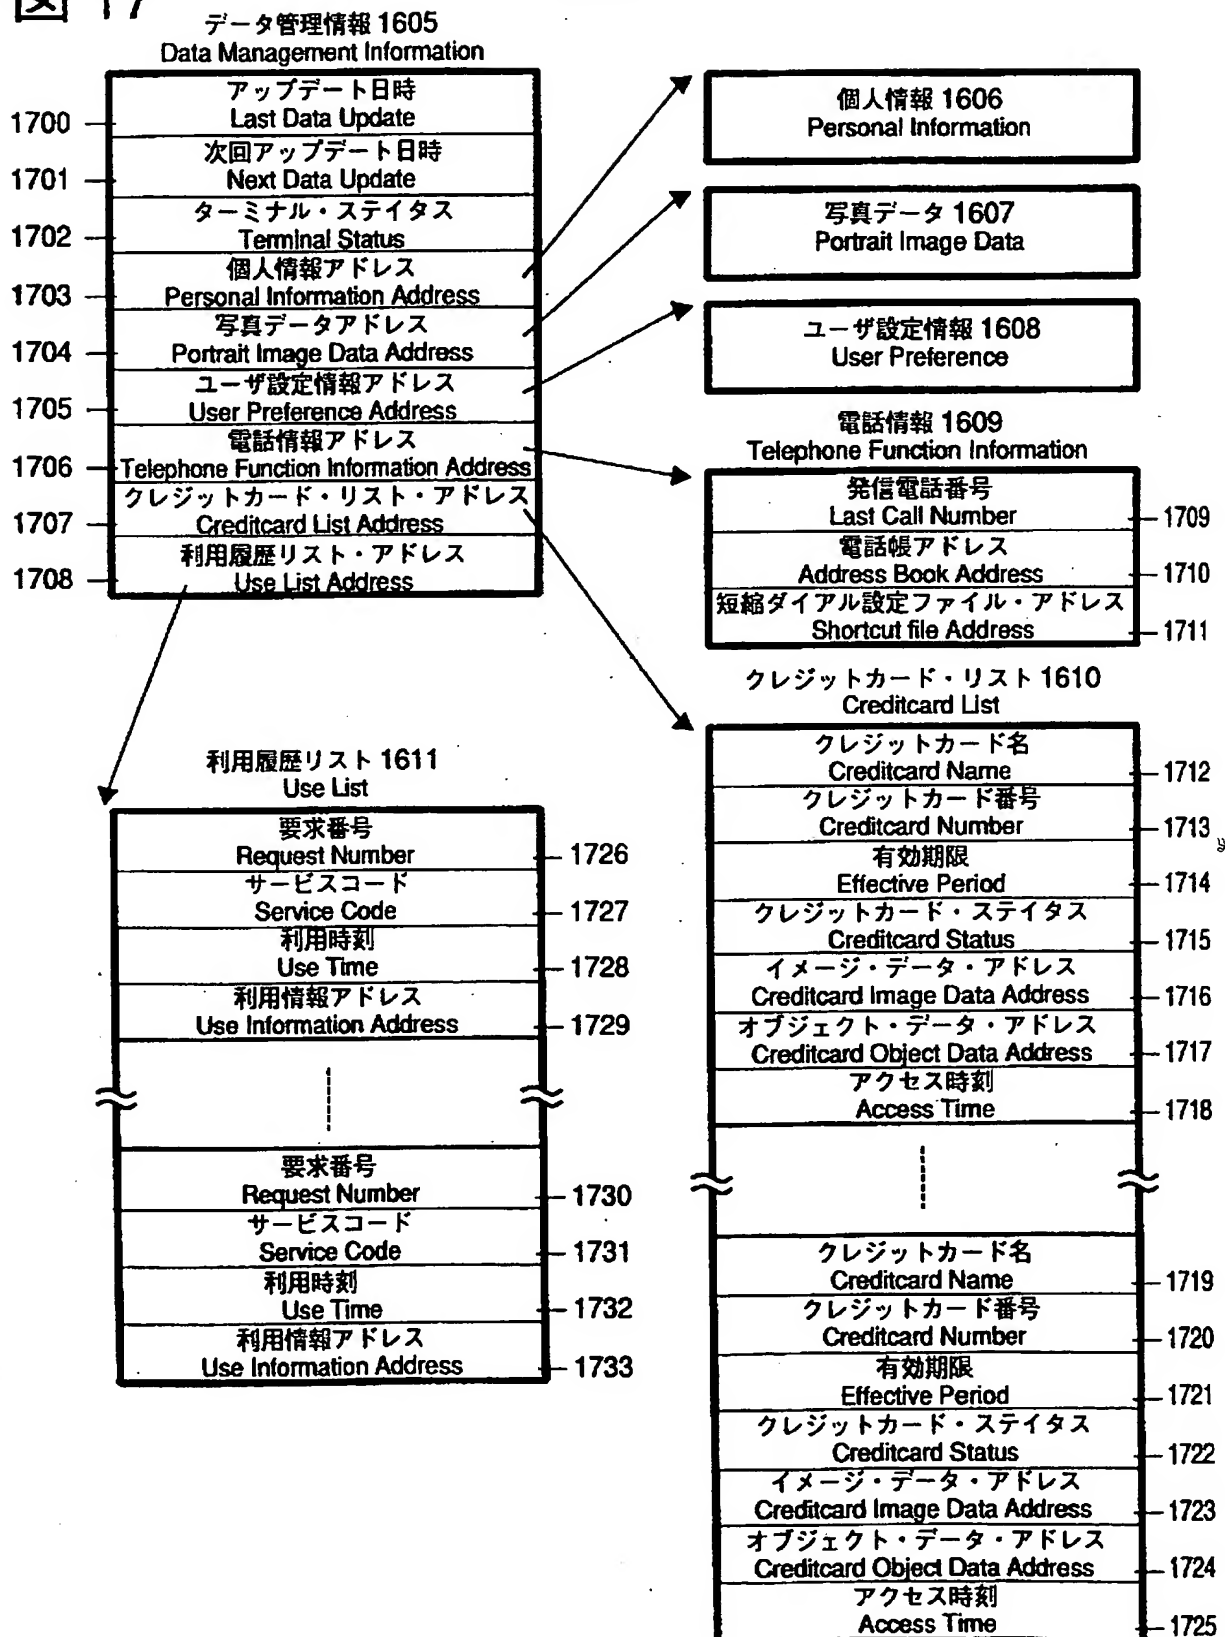 図 17
データ管理情報 1605
Data Management Information
アップデート日時
Last Data Update
1700
次回アップデート日時
Next Data Update
1701
ターミナル・ステイタス
Terminal Status
1702
個人情報アドレス
Personal Information Address
1703
写真データアドレス
Portrait Image Data Address
1704
ユーザ設定情報アドレス
User Preference Address
1705
電話情報アドレス
Telephone Function Information Address
1706
クレジットカード・リスト・アドレス
Creditcard List Address
1707
利用履歴リスト・アドレス
Use List Address
1708
個人情報 1606
Personal Information
写真データ 1607
Portrait Image Data
ユーザ設定情報 1608
User Preference
電話情報 1609
Telephone Function Information
発信電話番号
Last Call Number
1709
電話帳アドレス
Address Book Address
1710
短縮ダイアル設定ファイル・アドレス
Shortcut file Address
1711
クレジットカード・リスト 1610
Creditcard List
クレジットカード名
Creditcard Name
1712
クレジットカード番号
Creditcard Number
1713
有効期限
Effective Period
1714
クレジットカード・ステイタス
Creditcard Status
1715
イメージ・データ・アドレス
Creditcard Image Data Address
1716
オブジェクト・データ・アドレス
Creditcard Object Data Address
1717
アクセス時刻
Access Time
1718
クレジットカード名
Creditcard Name
1719
クレジットカード番号
Creditcard Number
1720
有効期限
Effective Period
1721
クレジットカード・ステイタス
Creditcard Status
1722
イメージ・データ・アドレス
Creditcard Image Data Address
1723
オブジェクト・データ・アドレス
Creditcard Object Data Address
1724
アクセス時刻
Access Time
1725
利用履歴リスト 1611
Use List
要求番号
Request Number
1726
サービスコード
Service Code
1727
利用時刻
Use Time
1728
利用情報アドレス
Use Information Address
1729
要求番号
Request Number
1730
サービスコード
Service Code
1731
利用時刻
Use Time
1732
利用情報アドレス
Use Information Address
1733